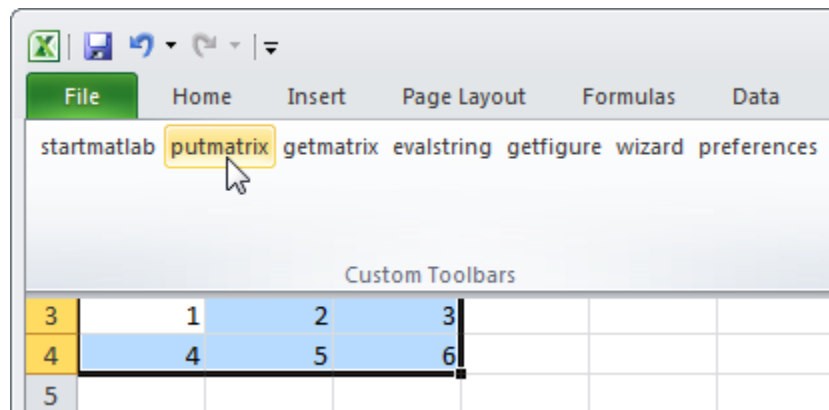 File Home Insert Page Layout Formulas Data
startmatlab putmatrix getmatrix evalstring getfigure wizard preferences
Custom Toolbars
3 1 2 3
4 4 5 6
5